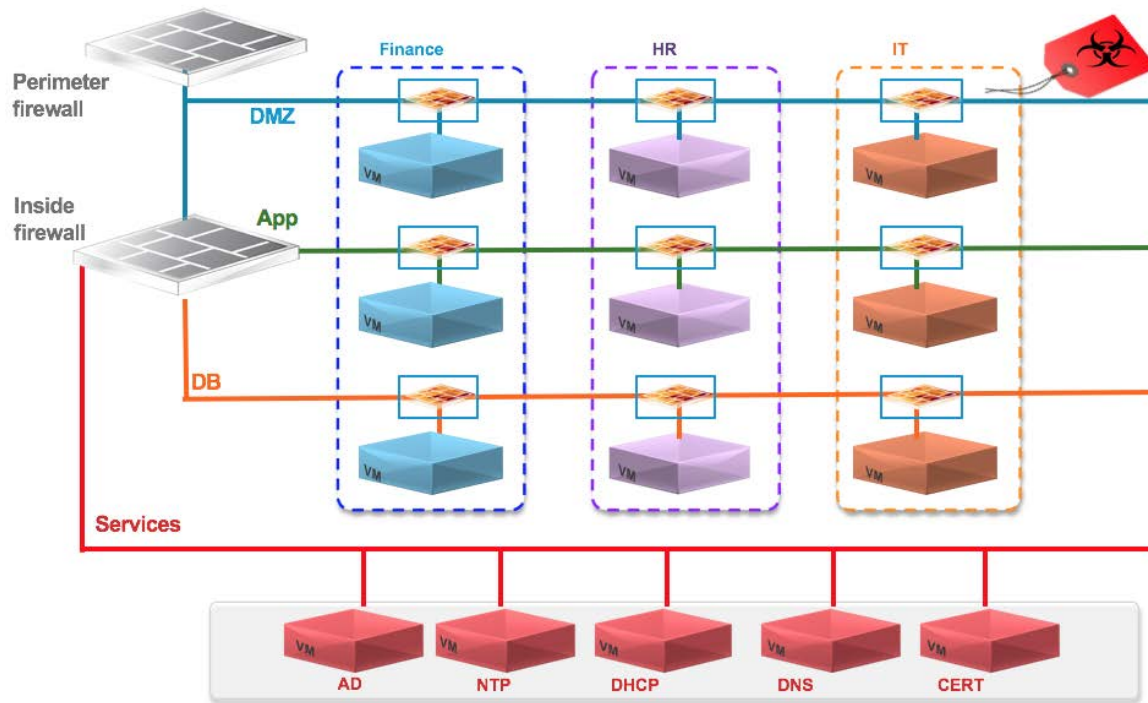 Finance
HR
IT
Perimeter
firewall
DMZ
VM
VM
VM
Inside
firewall
App
VM
VM
VM
DB
VM
VM
VM
Services
VM
VM
VM
VM
VM
AD
NTP
DHCP
DNS
CERT